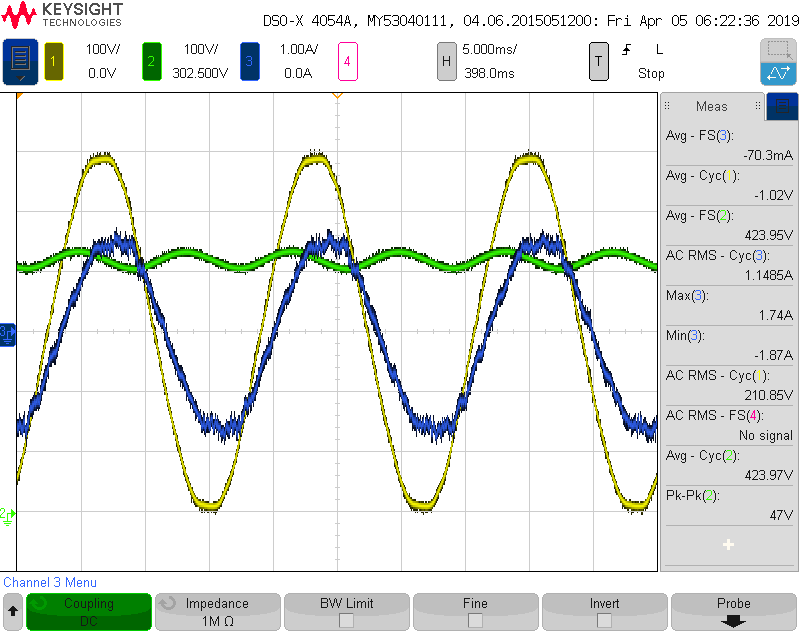 KEYSIGHT
TECHNOLOGIES
DSO-X 4054A, MY53040111, 04.06.2015051200: Fri Apr 05 06:22:36 2019
1 100V/ 2 100V/ 3 1.00A/ 4 H 5.000ms/ T L
0.0V 302.500V 0.0A 398.0ms Stop
Meas
Avg - FS(3):
-70.3mA
Avg - Cyc( ):
-1.02V
Avg - FS(2):
423.95V
AC RMS - Cyc(3):
1.1485A
Max(3):
1.74A
Min(3):
-1.87A
AC RMS - Cyc( ):
210.85V
AC RMS - FS(4):
No signal
Avg - Cyc(2):
423.97V
Pk-Pk(2):
47V
3
2
Channel 3 Menu
Coupling
DC
Impedance
1M Ω
BW Limit
Fine
Invert
Probe